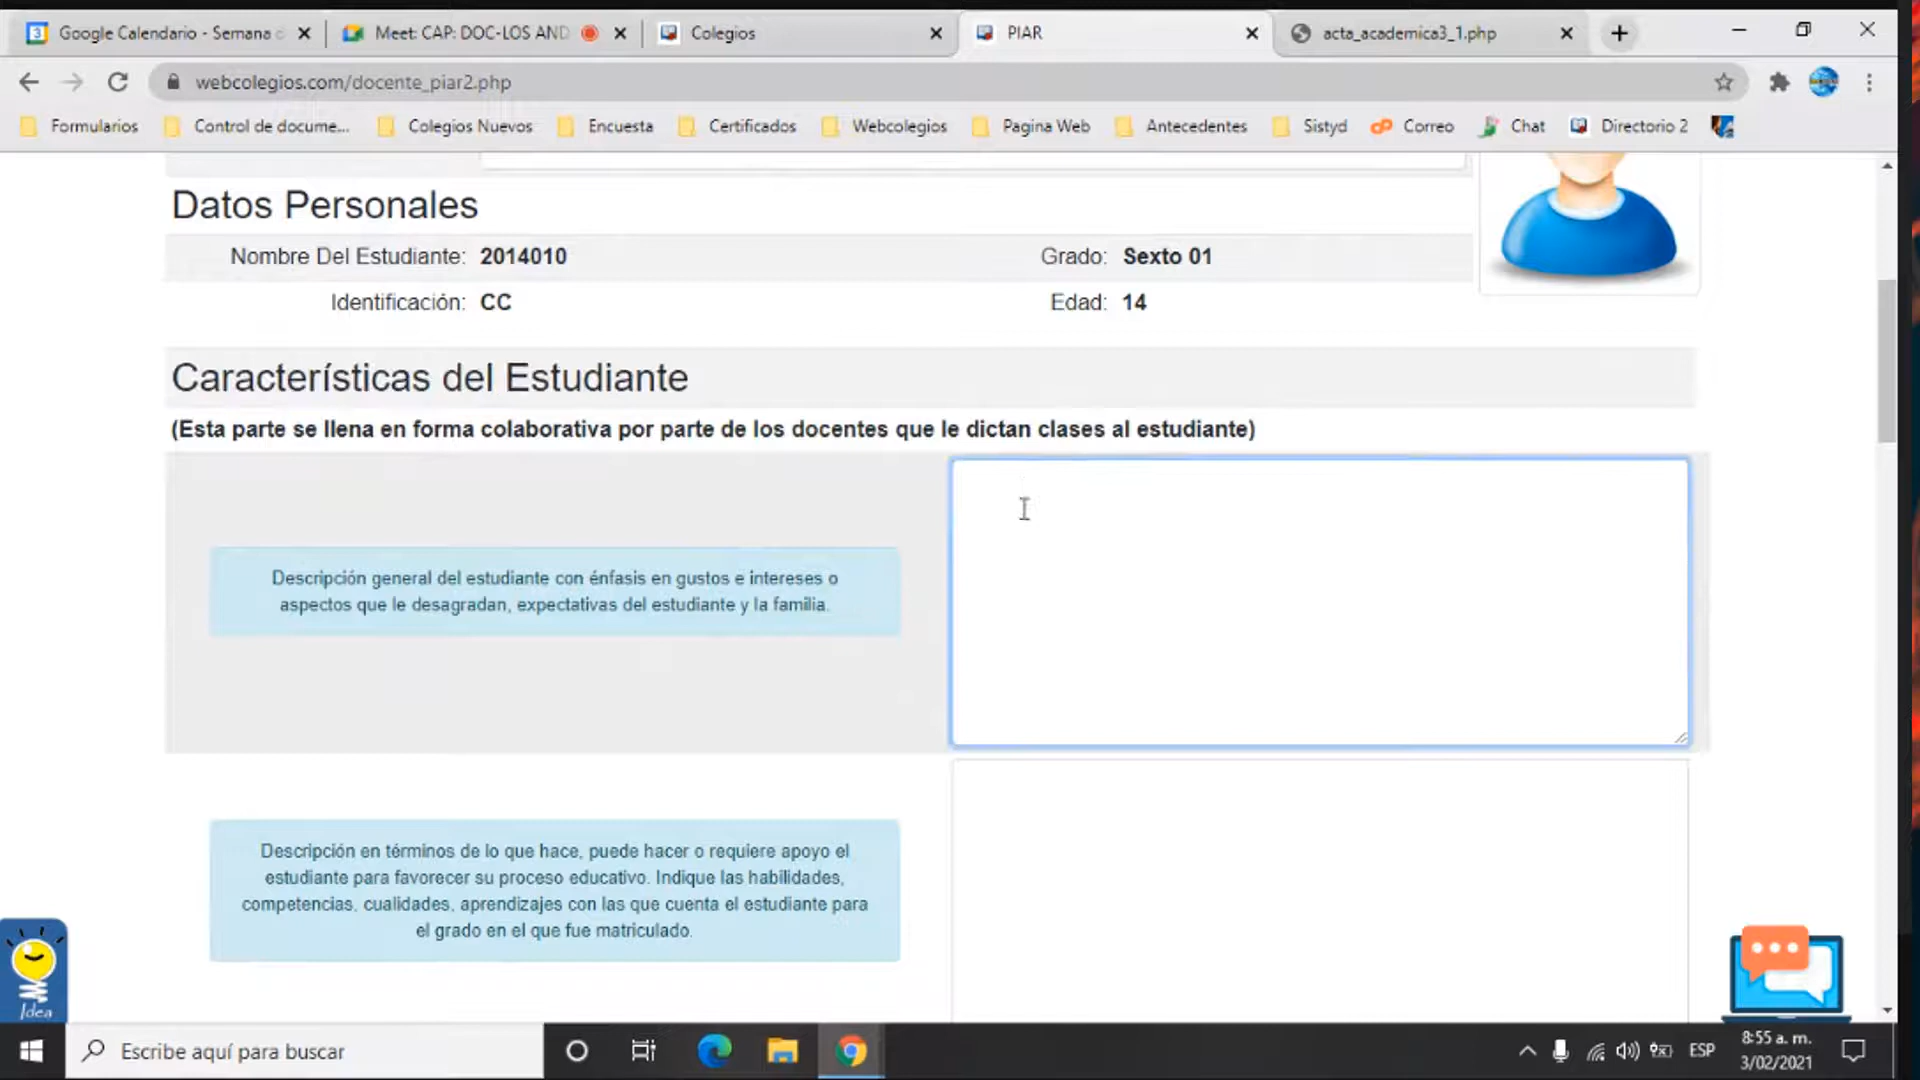 Google Calendario - Semana d
Meet: CAP: DOC-LOS AND
Colegios
PIAR
acta_academica3_1.php
webcolegios.com/docente_piar2.php
Formularios
Control de docume...
Colegios Nuevos
Encuesta
Certificados
Webcolegios
Pagina Web
Antecedentes
Sistyd
Correo
Chat
Directorio 2
Datos Personales
Nombre Del Estudiante: 2014010
Grado: Sexto 01
Identificación: CC
Edad: 14
Características del Estudiante
(Esta parte se llena en forma colaborativa por parte de los docentes que le dictan clases al estudiante)
Descripción general del estudiante con énfasis en gustos e intereses o
aspectos que le desagradan, expectativas del estudiante y la familia.
Descripción en términos de lo que hace, puede hacer o requiere apoyo el
estudiante para favorecer su proceso educativo. Indique las habilidades,
competencias, cualidades, aprendizajes con las que cuenta el estudiante para
el grado en el que fue matriculado.
Idea
Escribe aquí para buscar
ESP
8:55 a. m.
3/02/2021